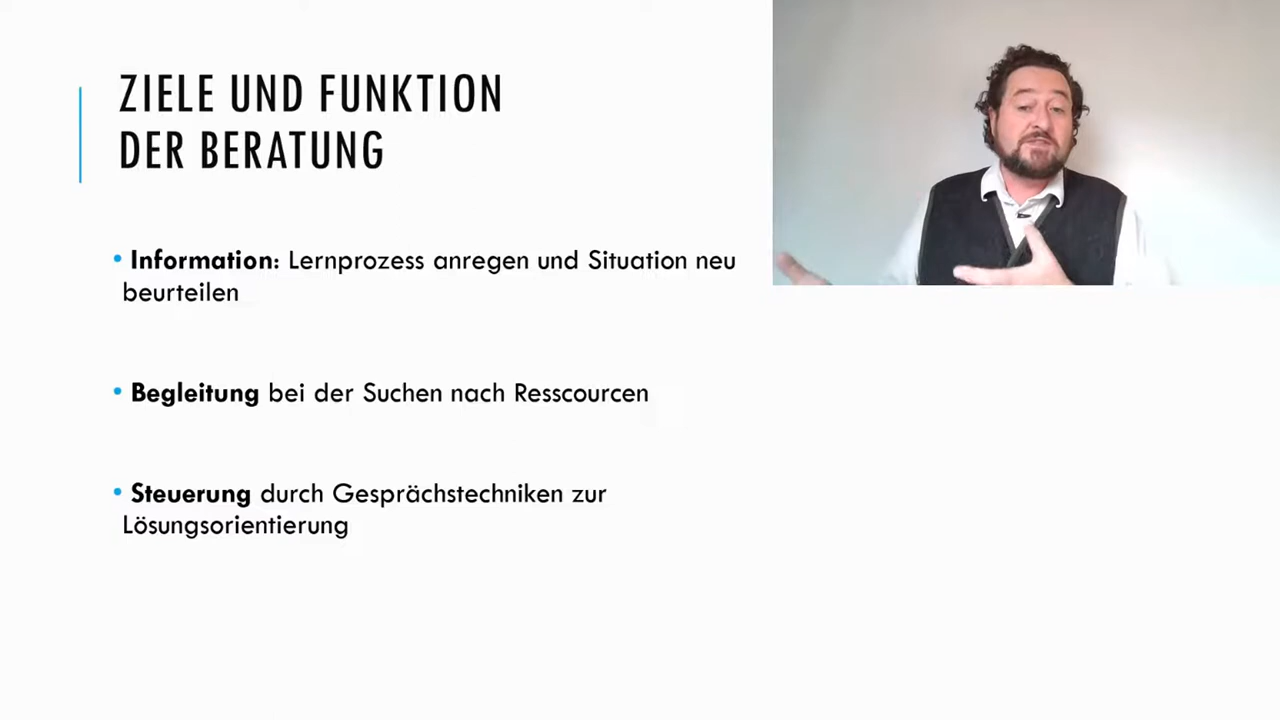 ZIELE UND FUNKTION
DER BERATUNG
• Information: Lernprozess anregen und Situation neu
beurteilen
• Begleitung bei der Suchen nach Resscourcen
• Steuerung durch Gesprächstechniken zur
Lösungsorientierung